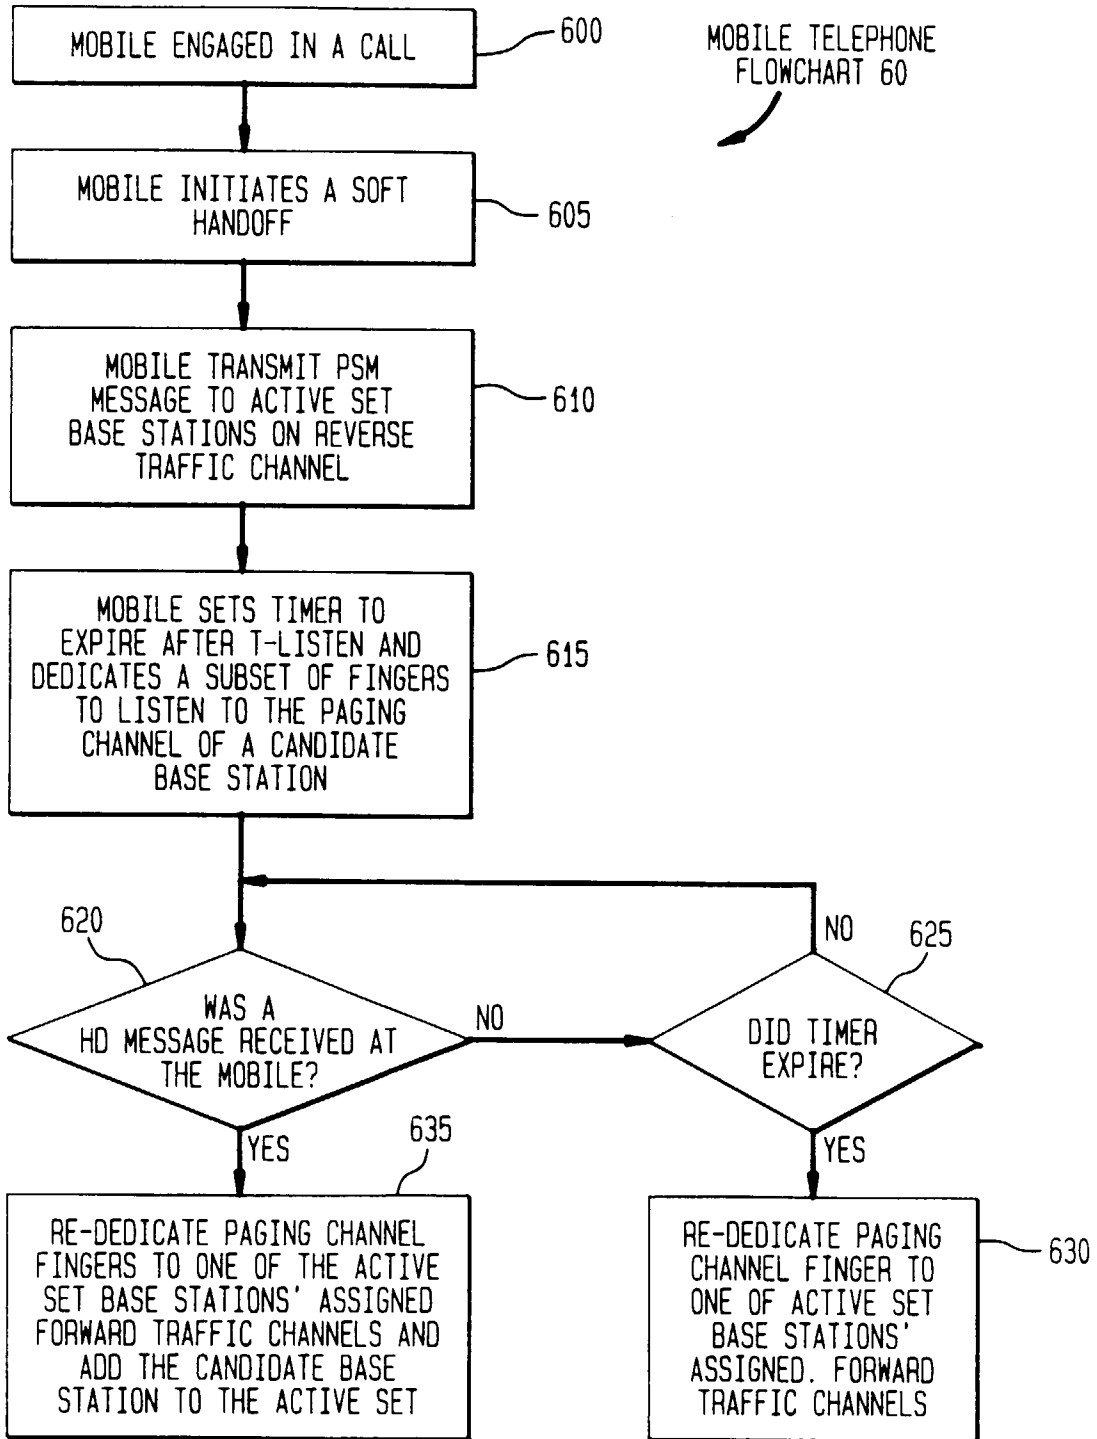 MOBILE ENGAGED IN A CALL
600
MOBILE TELEPHONE
FLOWCHART 60
MOBILE INITIATES A SOFT
HANDOFF
605
MOBILE TRANSMIT PSM
MESSAGE TO ACTIVE SET
BASE STATIONS ON REVERSE
TRAFFIC CHANNEL
610
MOBILE SETS TIMER TO
EXPIRE AFTER T-LISTEN AND
DEDICATES A SUBSET OF FINGERS
TO LISTEN TO THE PAGING
CHANNEL OF A CANDIDATE
BASE STATION
615
620
WAS A
HD MESSAGE RECEIVED AT
THE MOBILE?
NO
YES
NO
625
DID TIMER
EXPIRE?
YES
635
RE-DEDICATE PAGING CHANNEL
FINGERS TO ONE OF THE ACTIVE
SET BASE STATIONS' ASSIGNED
FORWARD TRAFFIC CHANNELS AND
ADD THE CANDIDATE BASE
STATION TO THE ACTIVE SET
RE-DEDICATE PAGING
CHANNEL FINGER TO
ONE OF ACTIVE SET
BASE STATIONS'
ASSIGNED. FORWARD
TRAFFIC CHANNELS
630